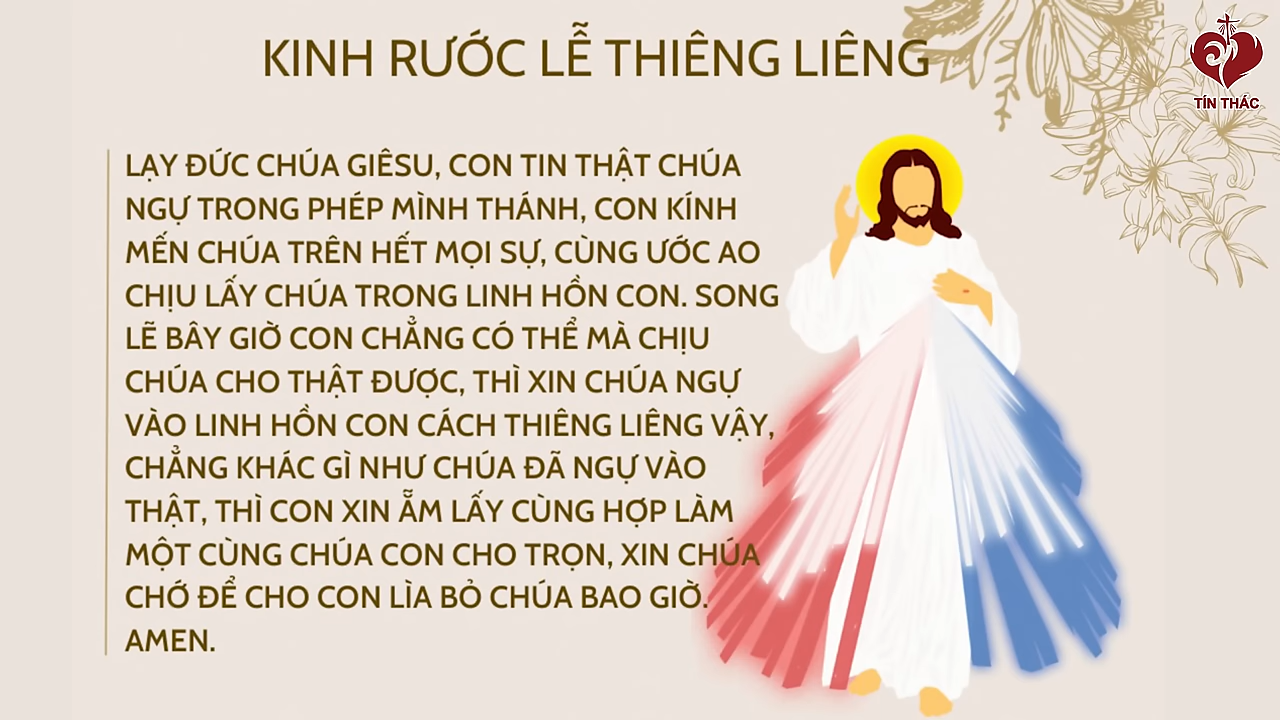 KINH RƯỚC LỄ THIÊNG LIÊNG
TÍN THÁC
LẠY ĐỨC CHÚA GIÊSU, CON TIN THẬT CHÚA
NGỰ TRONG PHÉP MÌNH THÁNH, CON KÍNH
MẾN CHÚA TRÊN HẾT MỌI SỰ, CÙNG ƯỚC AO
CHỊU LẤY CHÚA TRONG LINH HỒN CON. SONG
LẼ BÂY GIỜ CON CHẲNG CÓ THỂ MÀ CHỊU
CHÚA CHO THẬT ĐƯỢC, THÌ XIN CHÚA NGỰ
VÀO LINH HỒN CON CÁCH THIÊNG LIÊNG VẬY,
CHẲNG KHÁC GÌ NHƯ CHÚA ĐÃ NGỰ VÀO
THẬT, THÌ CON XIN ẴM LẤY CÙNG HỢP LÀM
MỘT CÙNG CHÚA CON CHO TRỌN, XIN CHÚA
CHỚ ĐỂ CHO CON LÌA BỎ CHÚA BAO GIỜ.
AMEN.